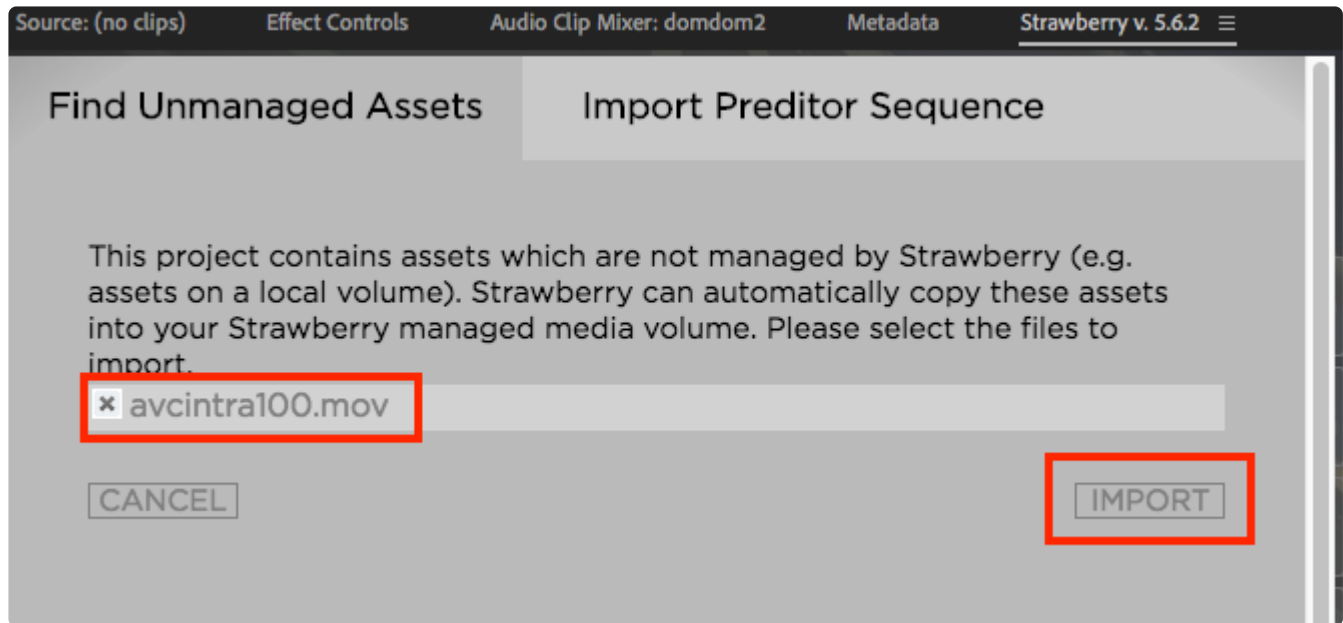 Source: (no clips) Effect Controls Audio Clip Mixer: domdom2 Metadata Strawberry v. 5.6.2
Find Unmanaged Assets Import Preditor Sequence
This project contains assets which are not managed by Strawberry (e.g.
assets on a local volume). Strawberry can automatically copy these assets
into your Strawberry managed media volume. Please select the files to
import.
avcintra100.mov
CANCEL IMPORT